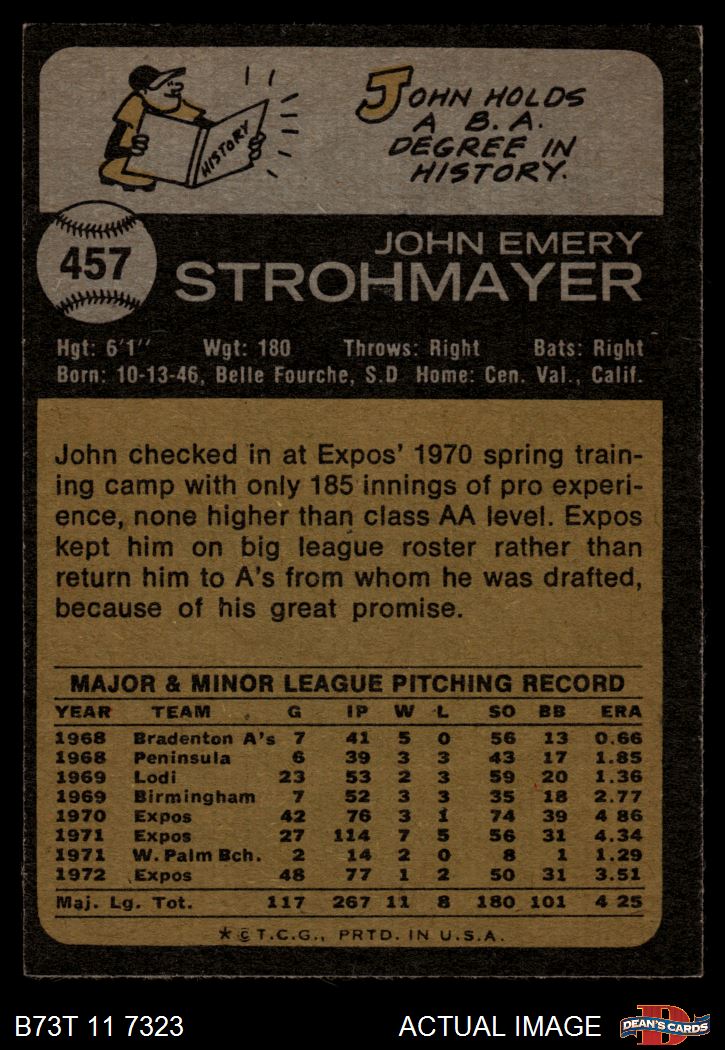 HISTORY
JOHN HOLDS
A B.A.
DEGREE IN
HISTORY.
457
JOHN EMERY
STROHMAYER
Hgt: 6'1'' Wgt: 180 Throws: Right Bats: Right
Born: 10-13-46, Belle Fourche, S.D Home: Cen. Val., Calif.
John checked in at Expos' 1970 spring train-
ing camp with only 185 innings of pro experi-
ence, none higher than class AA level. Expos
kept him on big league roster rather than
return him to A's from whom he was drafted,
because of his great promise.
MAJOR & MINOR LEAGUE PITCHING RECORD
YEAR TEAM G IP W L SO BB ERA
1968 Bradenton A's 7 41 5 0 56 13 0.66
1968 Peninsula 6 39 3 3 43 17 1.85
1969 Lodi 23 53 2 3 59 20 1.36
1969 Birmingham 7 52 3 3 35 18 2.77
1970 Expos 42 76 3 1 74 39 4 86
1971 Expos 27 114 7 5 56 31 4.34
1971 W. Palm Bch. 2 14 2 0 8 1 1.29
1972 Expos 48 77 1 2 50 31 3.51
Maj. Lg. Tot. 117 267 11 8 180 101 4 25
* © T.C.G., PRTD. IN U.S.A.
B73T 11 7323 ACTUAL IMAGE D DEAN'S CARDS